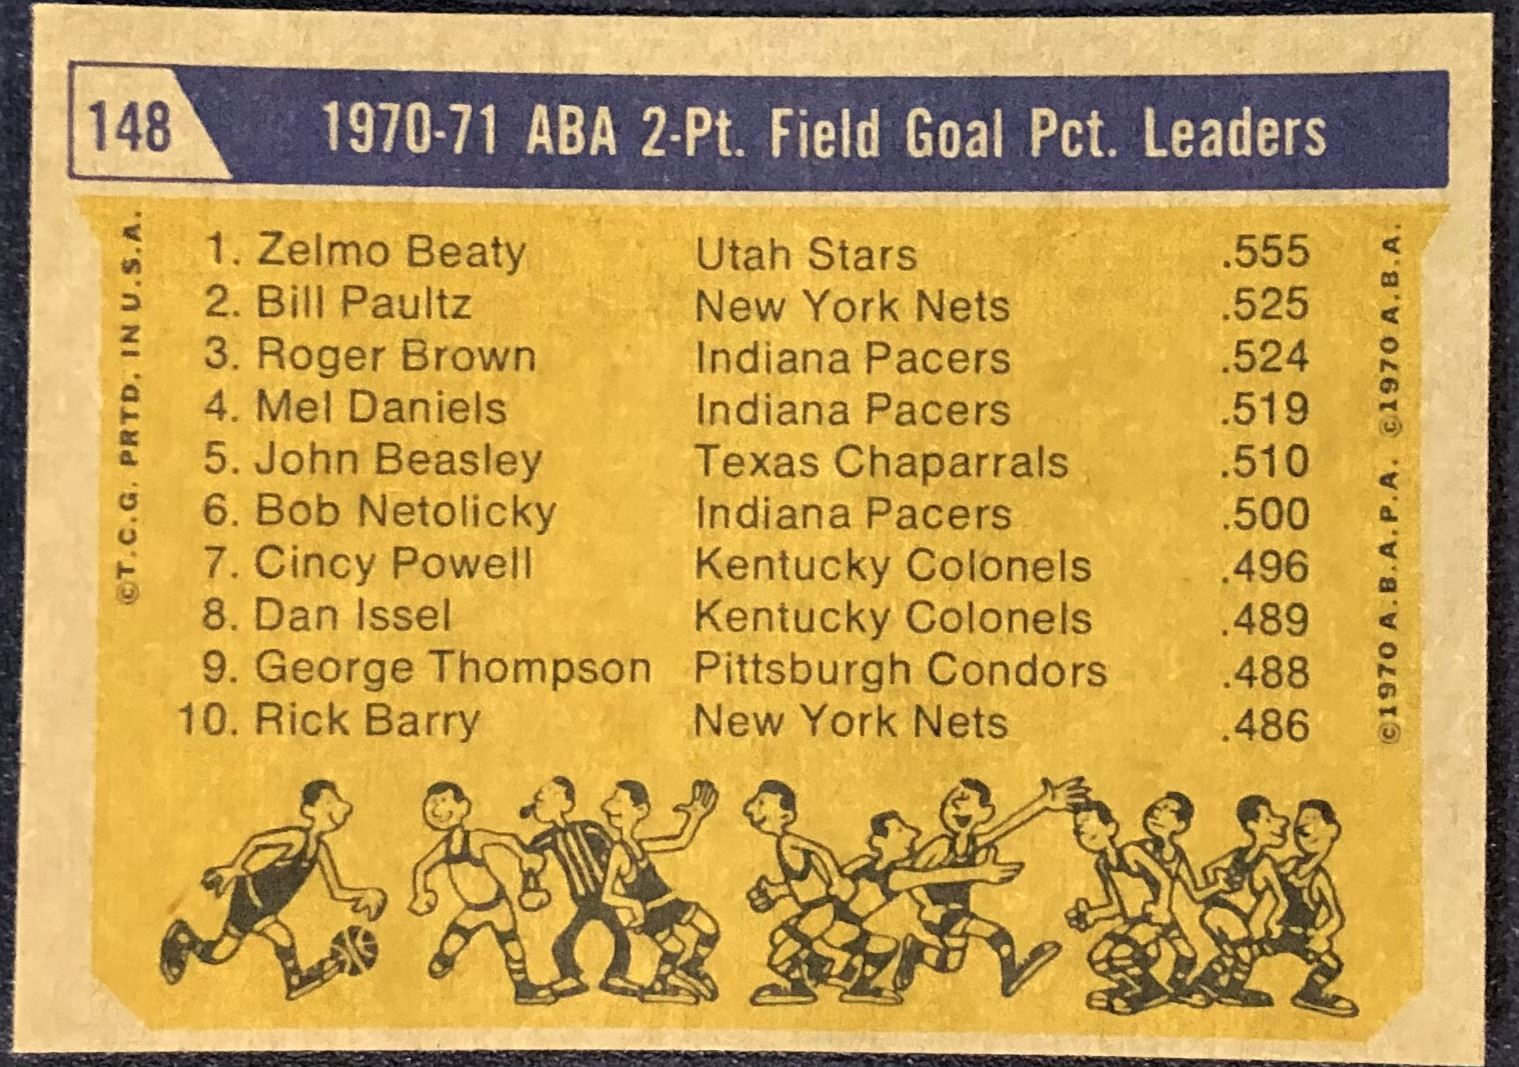 148 1970-71 ABA 2-Pt. Field Goal Pct. Leaders
1. Zelmo Beaty Utah Stars .555
2. Bill Paultz New York Nets .525
3. Roger Brown Indiana Pacers .524
4. Mel Daniels Indiana Pacers .519
5. John Beasley Texas Chaparrals .510
6. Bob Netolicky Indiana Pacers .500
7. Cincy Powell Kentucky Colonels .496
8. Dan Issel Kentucky Colonels .489
9. George Thompson Pittsburgh Condors .488
10. Rick Barry New York Nets .486
©T.C.G. PRTD. IN U.S.A.
©1970 A.B.A.P.A. ©1970 A.B.A.